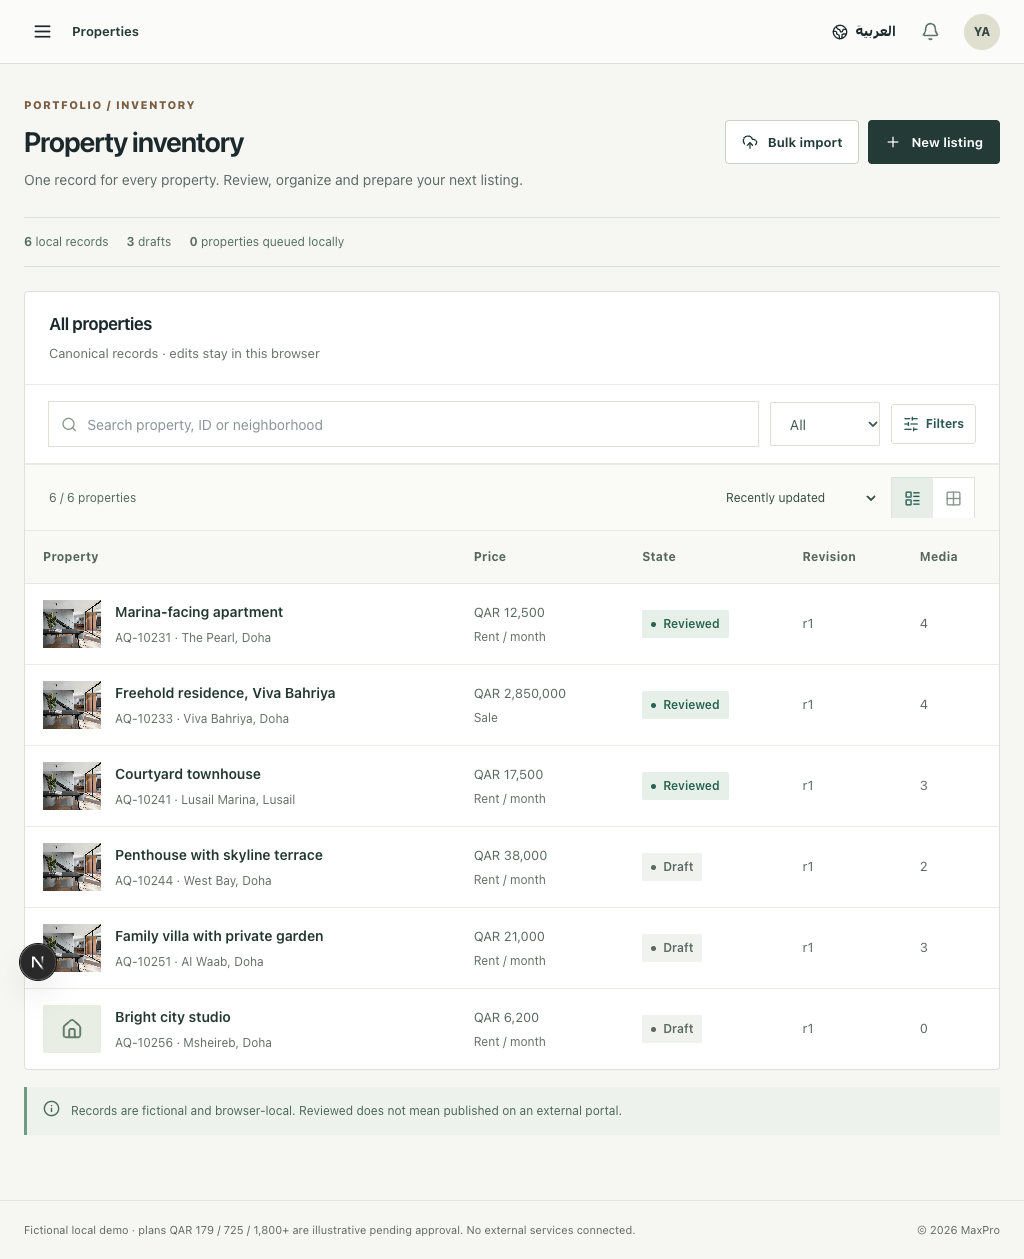 Properties
العربية
YA
PORTFOLIO / INVENTORY
Property inventory
Bulk import
New listing
One record for every property. Review, organize and prepare your next listing.
6 local records 3 drafts 0 properties queued locally
All properties
Canonical records · edits stay in this browser
Search property, ID or neighborhood
All
Filters
6 / 6 properties
Recently updated
Property Price State Revision Media
Marina-facing apartment
AQ-10231 · The Pearl, Doha
QAR 12,500
Rent / month
Reviewed
r1
4
Freehold residence, Viva Bahriya
AQ-10233 · Viva Bahriya, Doha
QAR 2,850,000
Sale
Reviewed
r1
4
Courtyard townhouse
AQ-10241 · Lusail Marina, Lusail
QAR 17,500
Rent / month
Reviewed
r1
3
Penthouse with skyline terrace
AQ-10244 · West Bay, Doha
QAR 38,000
Rent / month
Draft
r1
2
Family villa with private garden
AQ-10251 · Al Waab, Doha
QAR 21,000
Rent / month
Draft
r1
3
N
Bright city studio
AQ-10256 · Msheireb, Doha
QAR 6,200
Rent / month
Draft
r1
0
Records are fictional and browser-local. Reviewed does not mean published on an external portal.
Fictional local demo · plans QAR 179 / 725 / 1,800+ are illustrative pending approval. No external services connected.
© 2026 MaxPro